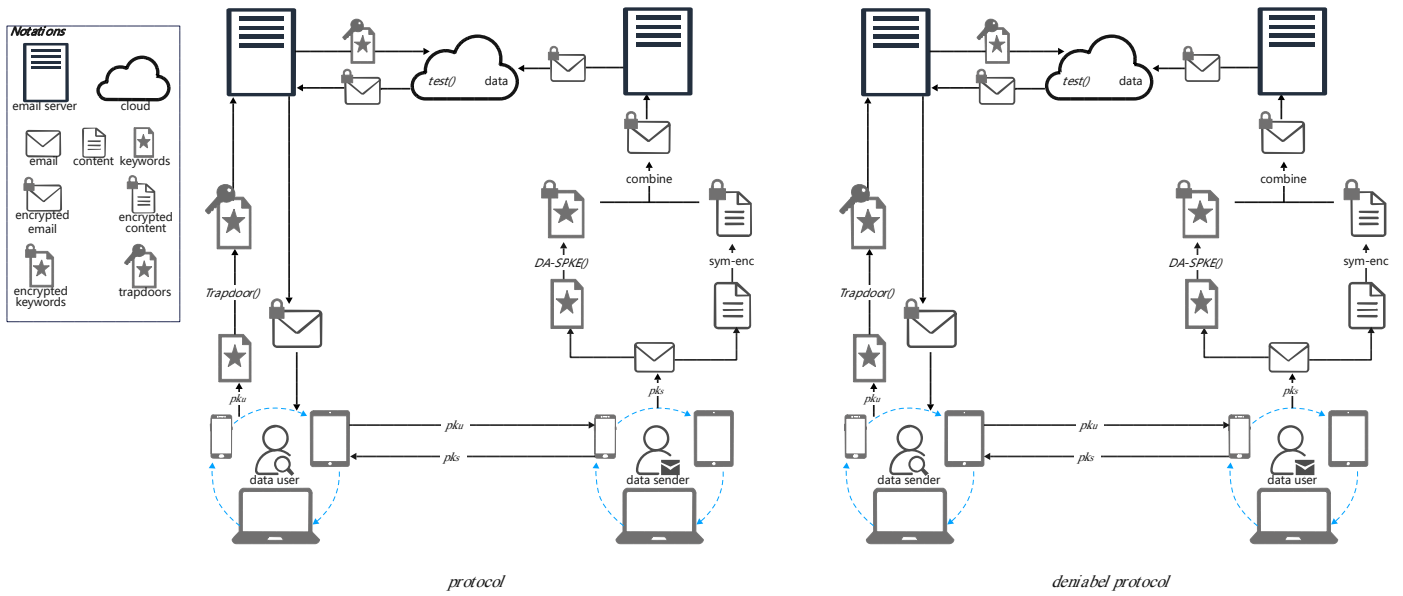 Notations
email server
cloud
email
content
keywords
encrypted
email
encrypted
content
encrypted
keywords
trapdoors
test()
data
combine
DA-SPKE()
sym-enc
Trapdoor()
pku
pks
pku
pks
data user
data sender
protocol
test()
data
combine
DA-SPKE()
sym-enc
Trapdoor()
pku
pks
pku
pks
data sender
data user
deniabel protocol